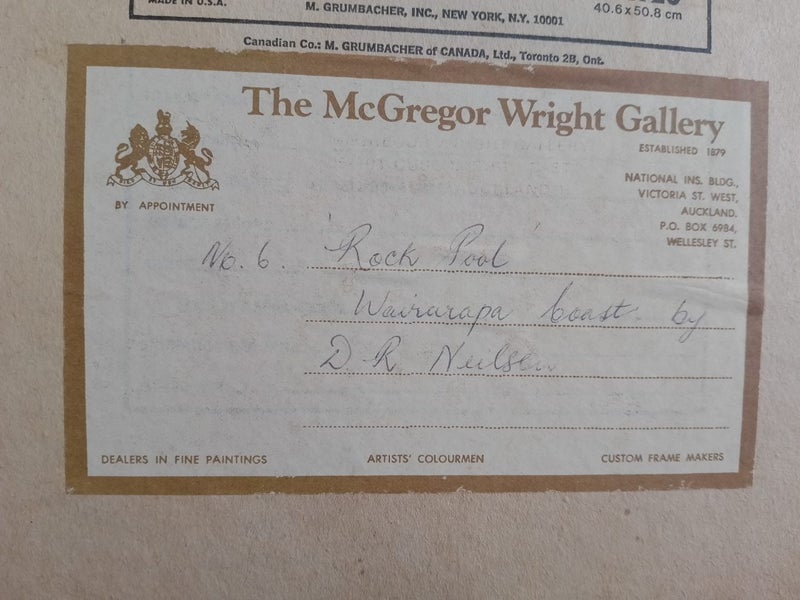 MADE IN U.S.A.
M. GRUMBACHER, INC., NEW YORK, N.Y. 10001
40.6 x 50.8 cm
Canadian Co.: M. GRUMBACHER of CANADA, Ltd., Toronto 2B, Ont.
The McGregor Wright Gallery
ESTABLISHED 1879
BY APPOINTMENT
NATIONAL INS. BLDG.,
VICTORIA ST. WEST,
AUCKLAND.
P.O. BOX 6984,
WELLESLEY ST.
No. 6. 'Rock Pool'
Wairarapa Coast by
D. R. Neilsen
DEALERS IN FINE PAINTINGS
ARTISTS' COLOURMEN
CUSTOM FRAME MAKERS